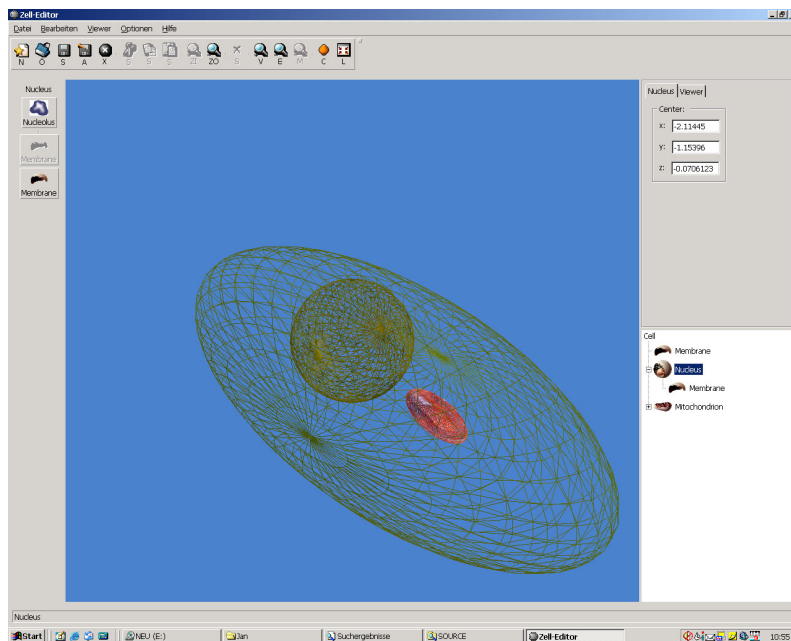 Zell-Editor
Datei Bearbeiten Viewer Optionen Hilfe
N O S A X S S S ZI ZO S V E M C L
Nucleus
Nucleolus
Membrane
Membrane
Nucleus Viewer
Center:
x: -2.11445
y: -1.15396
z: -0.0706123
Cell
Membrane
Nucleus
Membrane
Mitochondrion
Nucleus
Start NEU (E:) Jan Suchergebnisse SOURCE Zell-Editor 10:55